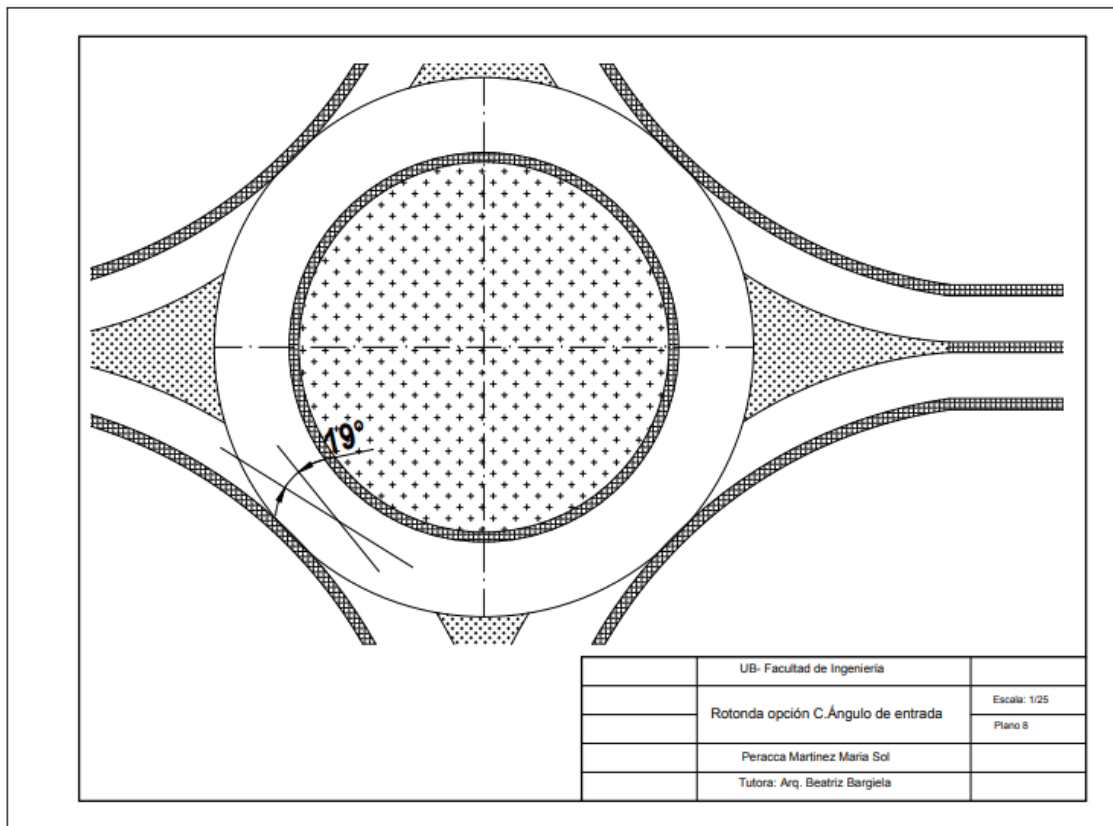 19°
UB- Facultad de Ingeniería
Rotonda opción C.Ángulo de entrada
Escala: 1/25
Plano 8
Peracca Martinez Maria Sol
Tutora: Arq. Beatriz Bargiela